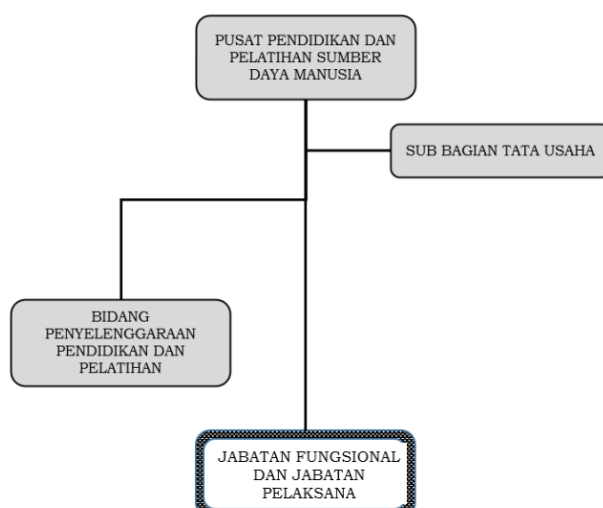 PUSAT PENDIDIKAN DAN
PELATIHAN SUMBER
DAYA MANUSIA
SUB BAGIAN TATA USAHA
BIDANG
PENYELENGGARAAN
PENDIDIKAN DAN
PELATIHAN
JABATAN FUNGSIONAL
DAN JABATAN
PELAKSANA